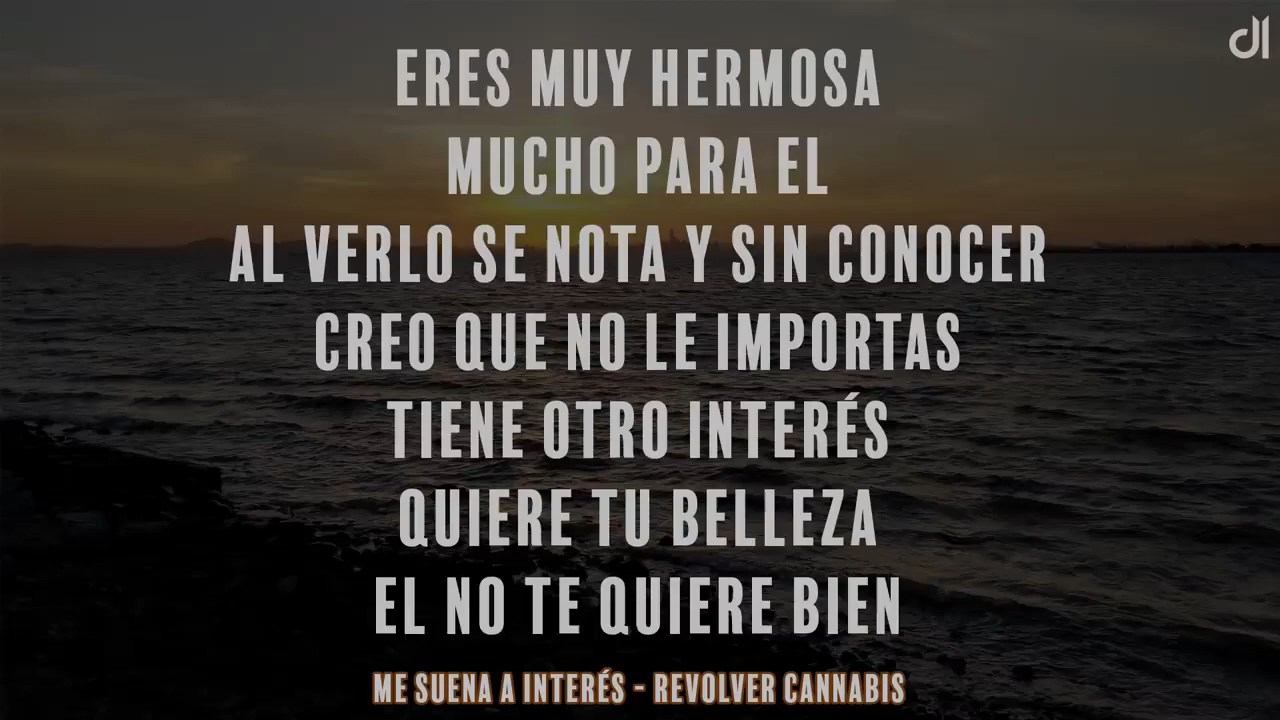 ERES MUY HERMOSA
MUCHO PARA EL
AL VERLO SE NOTA Y SIN CONOCER
CREO QUE NO LE IMPORTAS
TIENE OTRO INTERÉS
QUIERE TU BELLEZA
EL NO TE QUIERE BIEN
ME SUENA A INTERÉS - REVOLVER CANNABIS